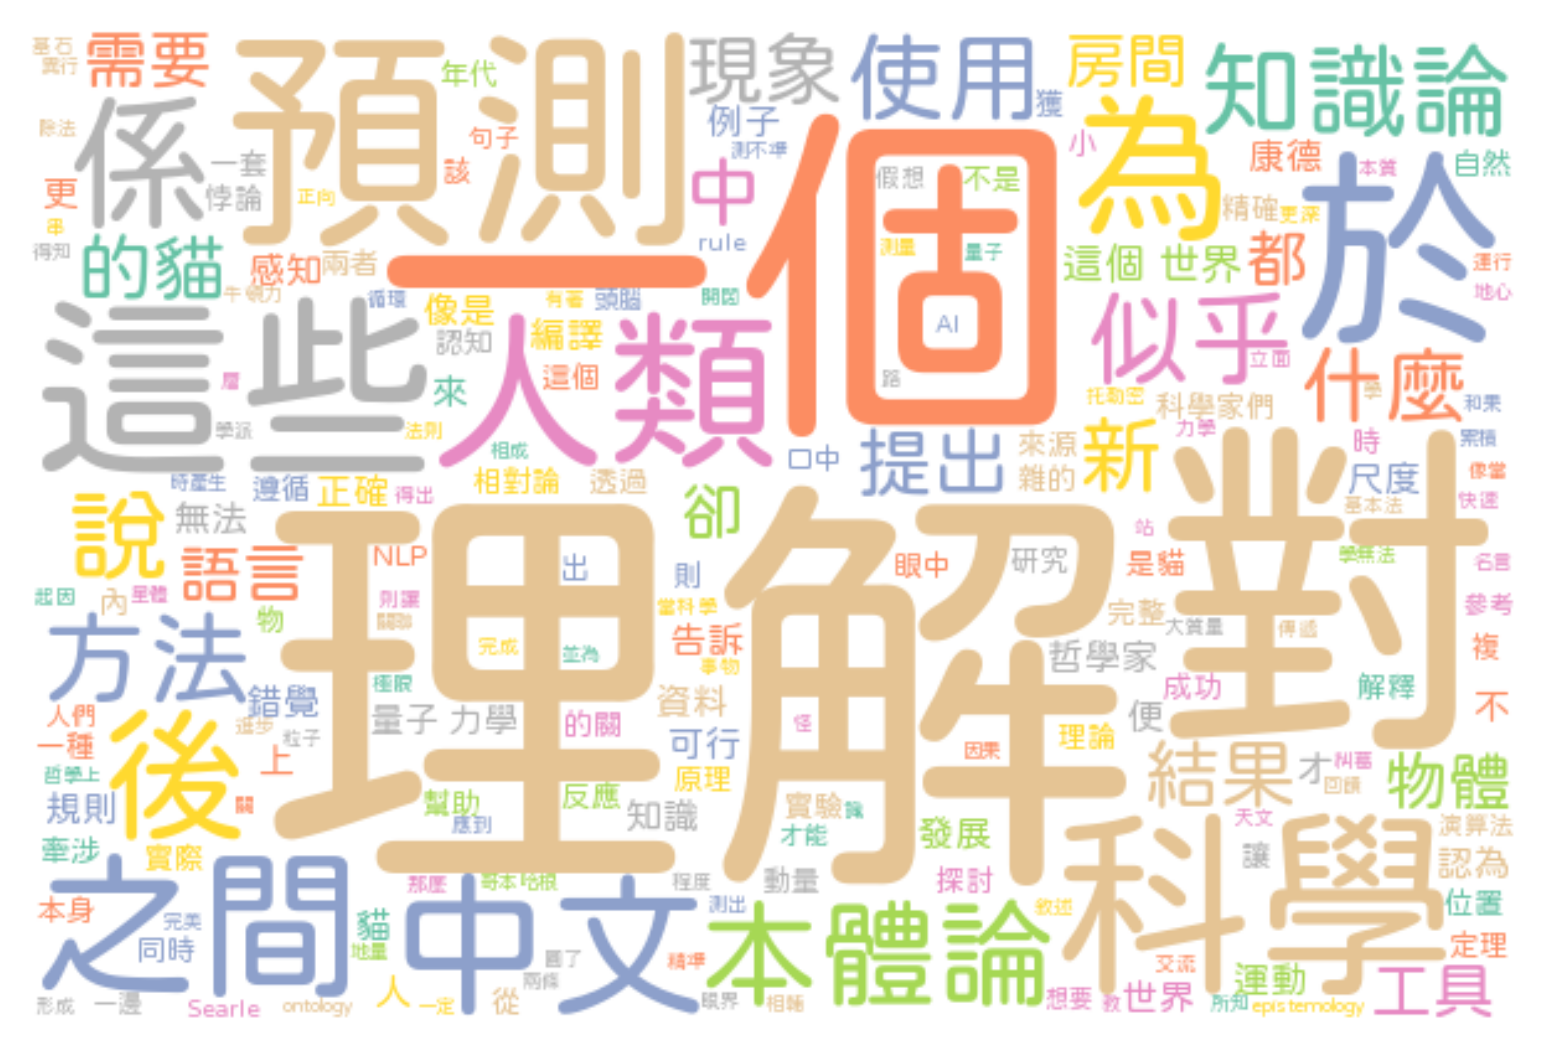 基石
異行
需要
預測
年代
現象
使用
獲
房間
知識論
係
除法
一套
悖論
句子
該
正向
例子
測不準
中
個
假想
不是
小
為
康德
本質
自然
更
串
得知
的貓
感知
兩者
一
rule
測量
量子
精確
更深
於
這個
世界
都
運行
地心
牛頓力
循環
像是
有著
頭腦
開闊
AI
似乎
立面
這些
認知
編譯
人類
層
來
這個
路
托勒密
科學家們
什麼
學
和果
學派
法則
相成
口中
提出
來源
雜的
新
力學
時
累積
尺度
像當
時產生
遵循
正確
得出
相對論
透過
卻
對
基本法
快速
說
無法
理解
站
語言
NLP
出
則
眼中
研究
是貓
學無法
名言
起因
內
星體
物
則讓
關聯
當科學
完整
大質量
傳遞
參考
方法
完成
並為
告訴
事物
哲學家
複
錯覺
極限
資料
成功
解釋
不
人們
一種
後
進步
粒子
上
量子
力學
的關
可行
怪
因果
理論
便
哲學上
規則
關
幫助
應到
反應
原理
知識
實驗
才能
結果
才
糾葛
回饋
物體
牽涉
實際
發展
科學
天文
讓
演算法
認為
之間
中文
那麼
哥本哈根
程度
動量
探討
測出
本體論
敘述
位置
本身
完美
同時
貓
地量
圓了
兩條
精準
交流
運動
定理
形成
一邊
Searle
ontology
人
一定
從
眼界
相輔
想要
教
世界
所知
epistemology
工具